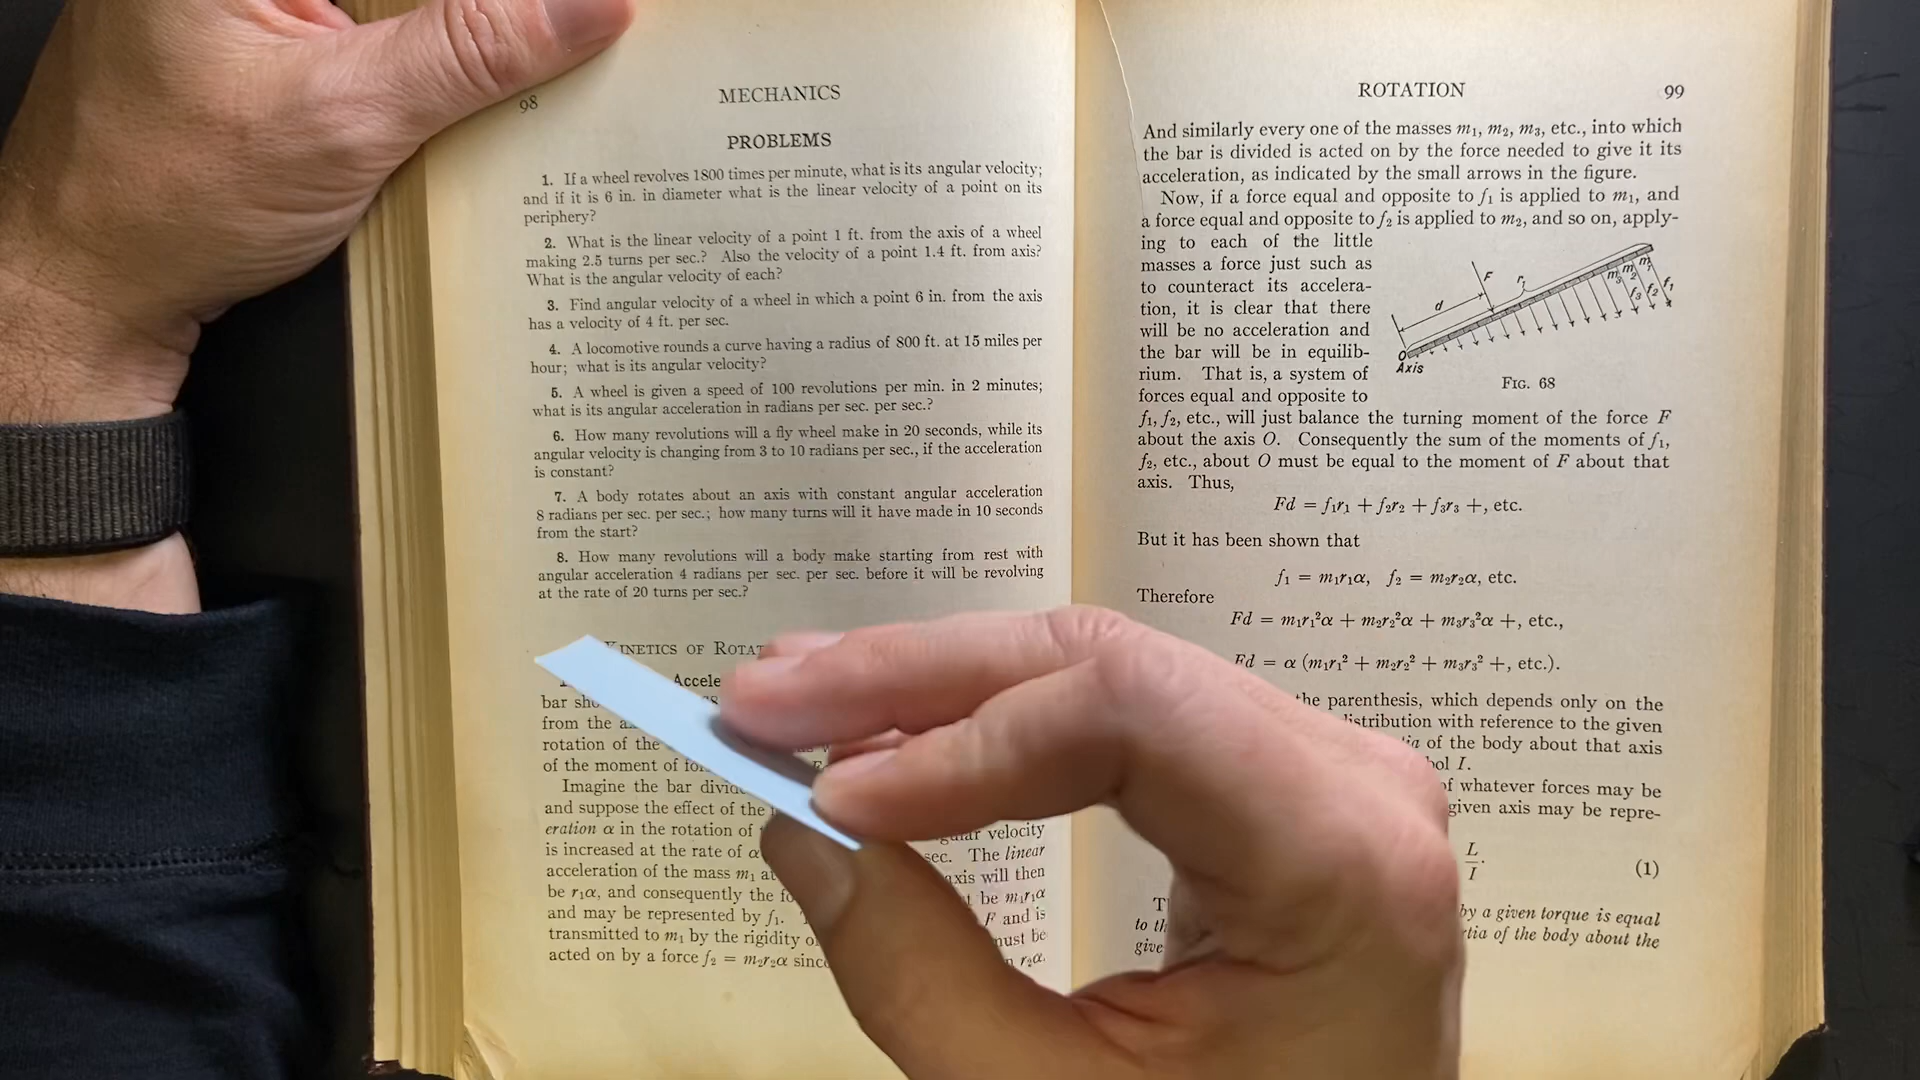 98
MECHANICS
PROBLEMS
1. If a wheel revolves 1800 times per minute, what is its angular velocity;
and if it is 6 in. in diameter what is the linear velocity of a point on its
periphery?
2. What is the linear velocity of a point 1 ft. from the axis of a wheel
making 2.5 turns per sec.? Also the velocity of a point 1.4 ft. from axis?
What is the angular velocity of each?
3. Find angular velocity of a wheel in which a point 6 in. from the axis
has a velocity of 4 ft. per sec.
4. A locomotive rounds a curve having a radius of 800 ft. at 15 miles per
hour; what is its angular velocity?
5. A wheel is given a speed of 100 revolutions per min. in 2 minutes;
what is its angular acceleration in radians per sec. per sec.?
6. How many revolutions will a fly wheel make in 20 seconds, while its
angular velocity is changing from 3 to 10 radians per sec., if the acceleration
is constant?
7. A body rotates about an axis with constant angular acceleration
8 radians per sec. per sec.; how many turns will it have made in 10 seconds
from the start?
8. How many revolutions will a body make starting from rest with
angular acceleration 4 radians per sec. per sec. before it will be revolving
at the rate of 20 turns per sec.?
KINETICS OF
bar
from the
rotation of the
of the moment of
Imagine the bar
and suppose the effect of the
eration α in the rotation of velocity
is increased at the rate of α sec. The linear
acceleration of the mass m₁ axis will then
be r₁α, and consequently the be m₁r₁α
and may be represented by f₁. F and is
transmitted to m₁ by the rigidity must be
acted on by a force f₂ = m₂r₂α r₂α.
ROTATION
99
And similarly every one of the masses m₁, m₂, m₃, etc., into which
the bar is divided is acted on by the force needed to give it its
acceleration, as indicated by the small arrows in the figure.
Now, if a force equal and opposite to f₁ is applied to m₁, and
a force equal and opposite to f₂ is applied to m₂, and so on, apply-
ing to each of the little
masses a force just such as
to counteract its accelera-
tion, it is clear that there
will be no acceleration and
the bar will be in equilib-
rium. That is, a system of
forces equal and opposite to
F r₁ m₃ m₂ m₁
d f₃ f₂ f₁
O
Axis
FIG. 68
f₁, f₂, etc., will just balance the turning moment of the force F
about the axis O. Consequently the sum of the moments of f₁,
f₂, etc., about O must be equal to the moment of F about that
axis. Thus,
Fd = f₁r₁ + f₂r₂ + f₃r₃ +, etc.
But it has been shown that
f₁ = m₁r₁α, f₂ = m₂r₂α, etc.
Therefore
Fd = m₁r₁²α + m₂r₂²α + m₃r₃²α +, etc.,
Fd = α (m₁r₁² + m₂r₂² + m₃r₃² +, etc.).
the parenthesis, which depends only on the
distribution with reference to the given
of the body about that axis
I.
of whatever forces may be
given axis may be repre-
L
I . (1)
by a given torque is equal
to of the body about the